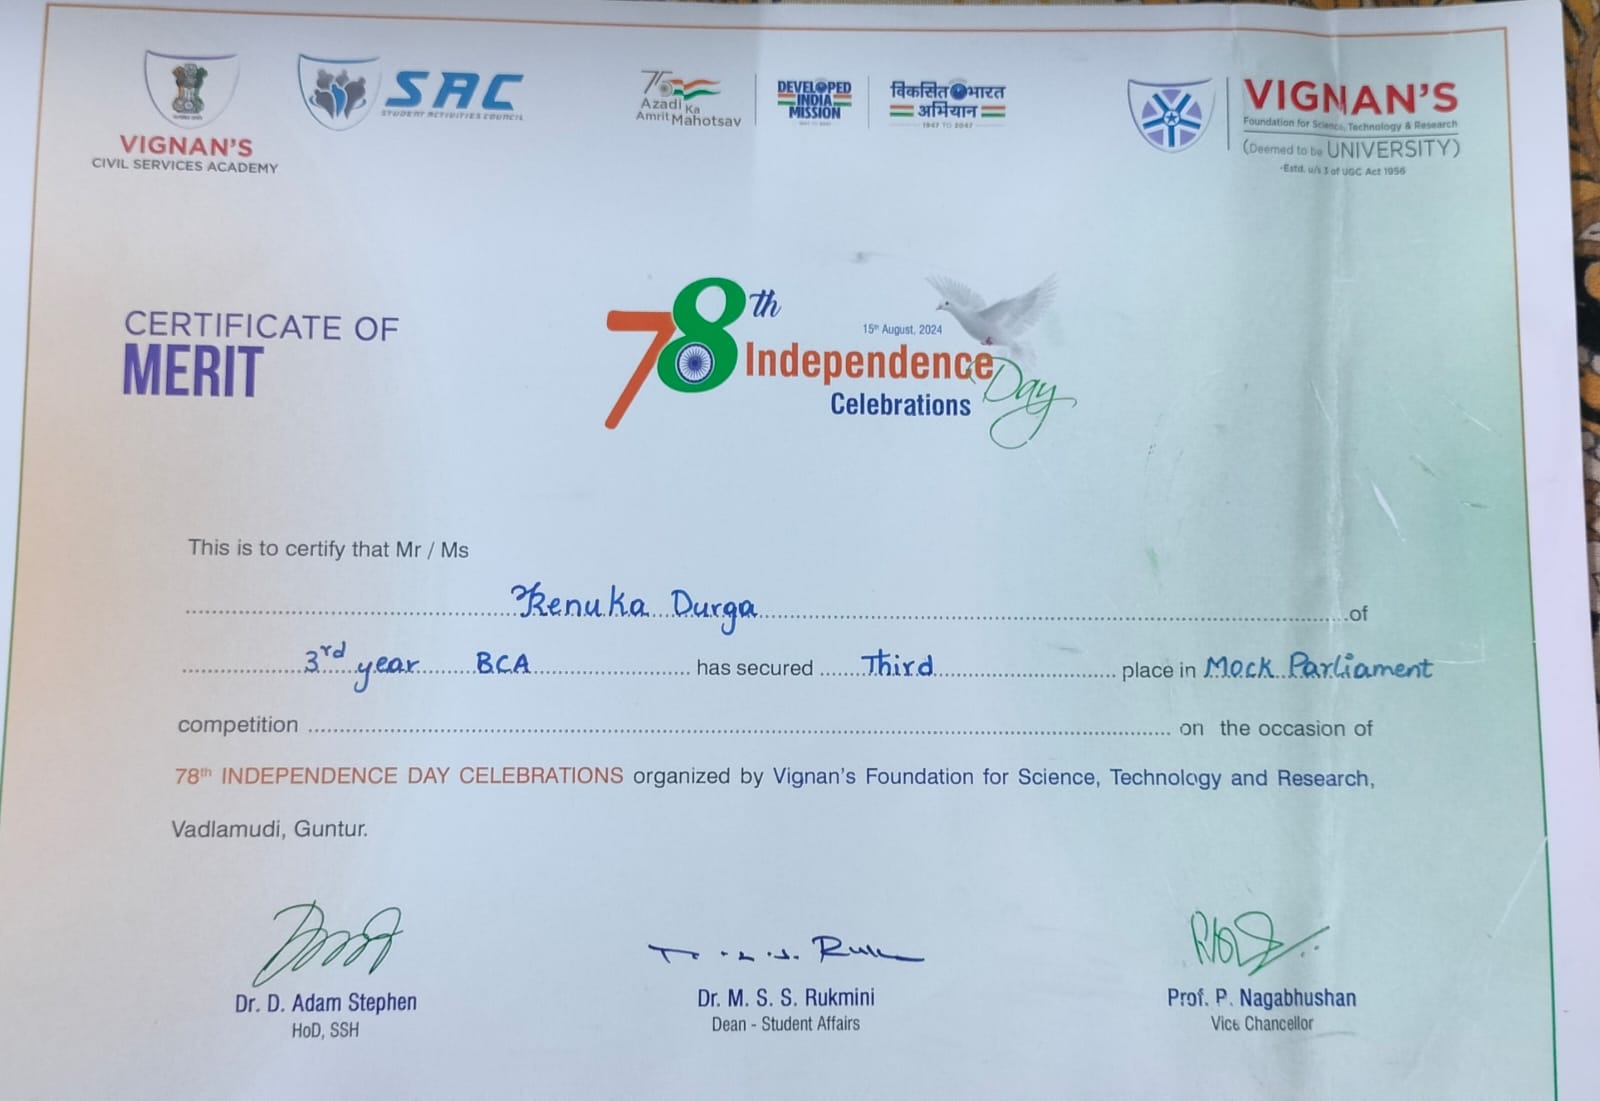 VIGNAN'S
CIVIL SERVICES ACADEMY
SAC
STUDENT ACTIVITIES COUNCIL
75
Azadi Ka
Amrit Mahotsav
DEVELOPED
INDIA
MISSION
विकसित भारत
अभियान
1947 TO 2047
VIGNAN'S
Foundation for Science, Technology & Research
(Deemed to be UNIVERSITY)
-Estd. u/s 3 of UGC Act 1956
CERTIFICATE OF
MERIT
78th
15th August, 2024
Independence Day
Celebrations
This is to certify that Mr / Ms
Renuka Durga of
3rd year BCA has secured Third place in Mock Parliament
competition on the occasion of
78th INDEPENDENCE DAY CELEBRATIONS organized by Vignan's Foundation for Science, Technology and Research,
Vadlamudi, Guntur.
Dr. D. Adam Stephen
HoD, SSH
Dr. M. S. S. Rukmini
Dean - Student Affairs
Prof. P. Nagabhushan
Vice Chancellor